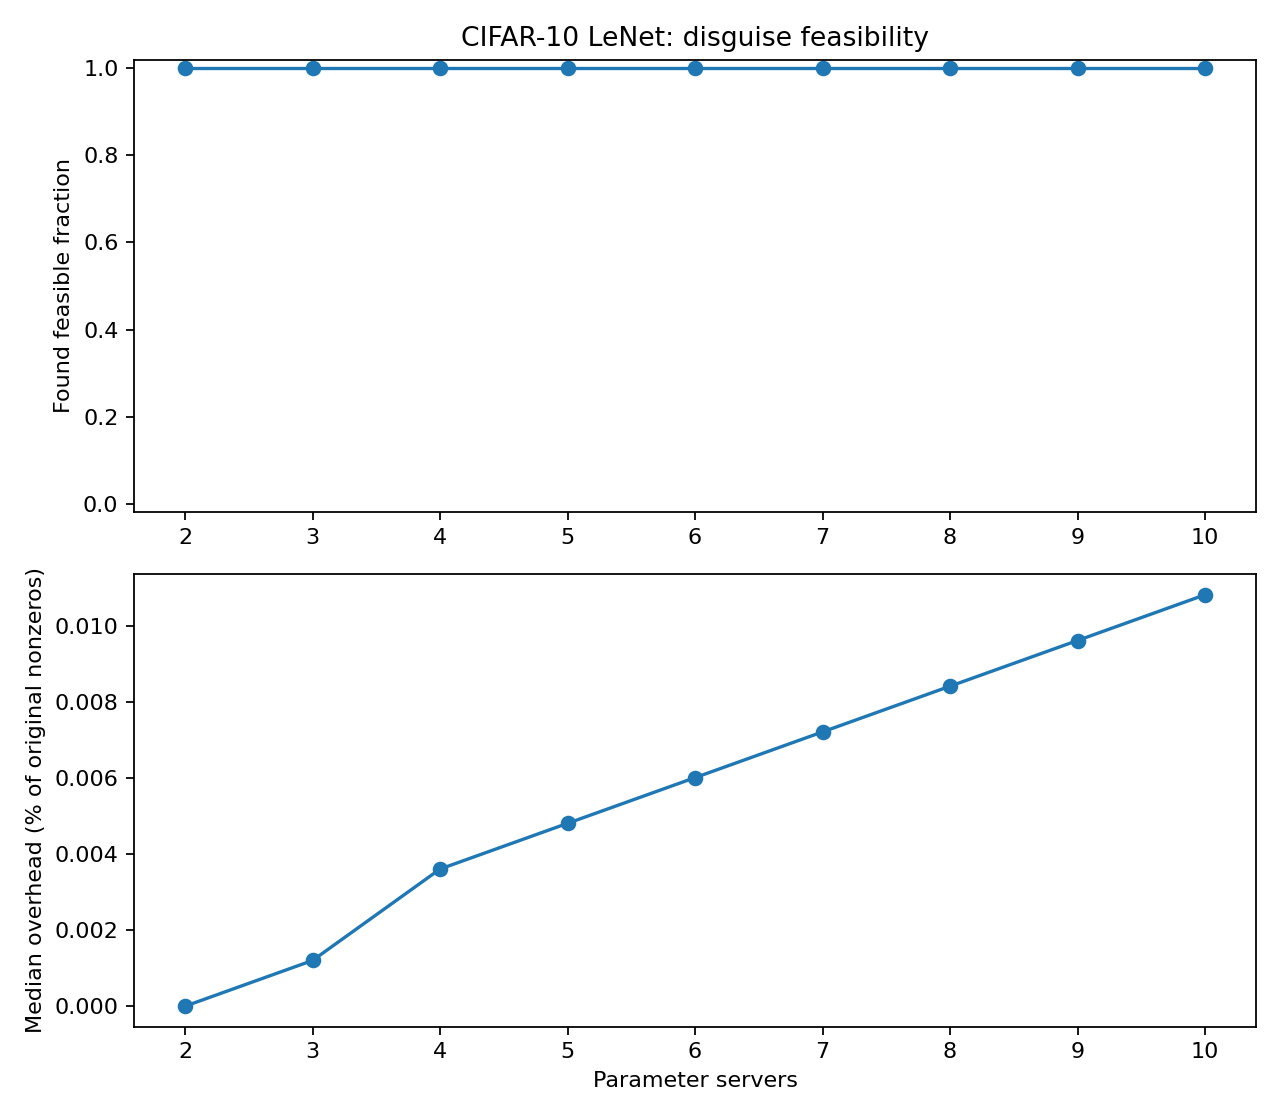 CIFAR-10 LeNet: disguise feasibility
Found feasible fraction
1.0
0.8
0.6
0.4
0.2
0.0
2 3 4 5 6 7 8 9 10
Median overhead (% of original nonzeros)
0.010
0.008
0.006
0.004
0.002
0.000
2 3 4 5 6 7 8 9 10
Parameter servers